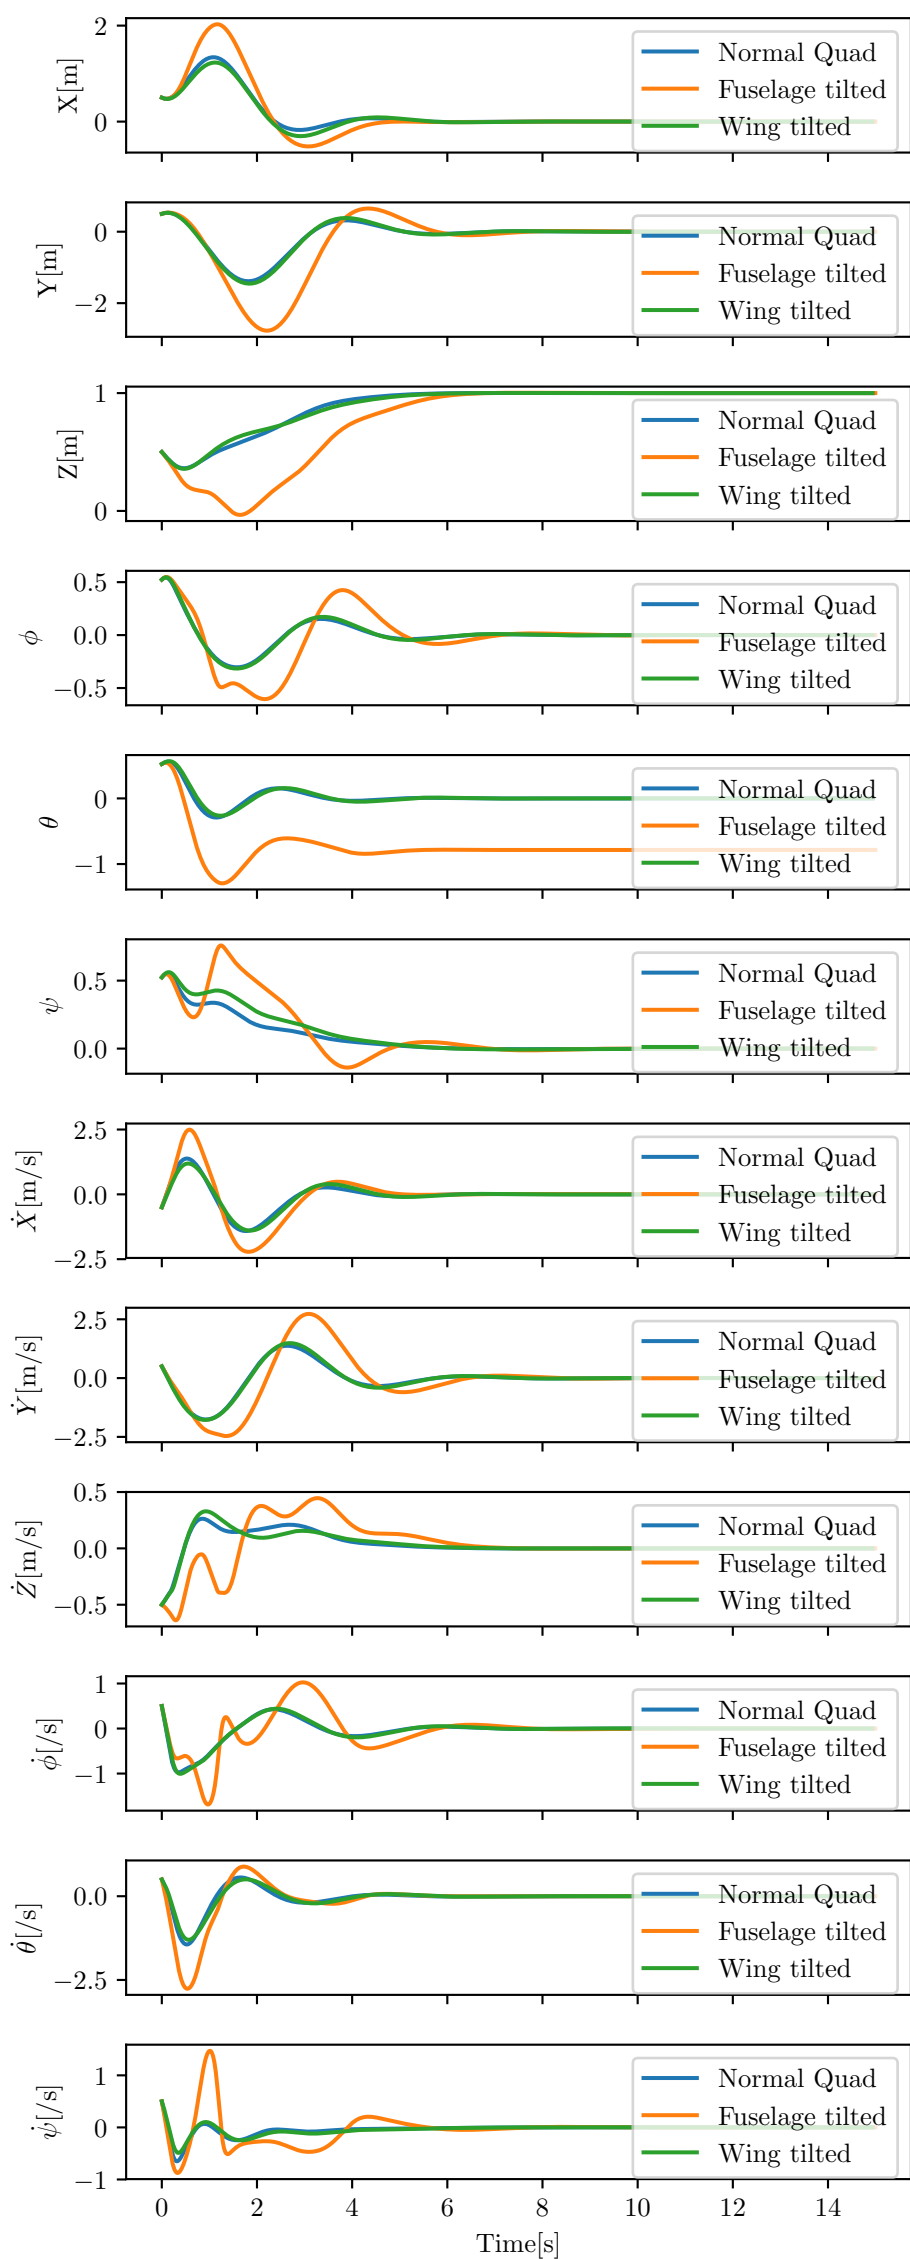 X[m]
2
0
Normal Quad
Fuselage tilted
Wing tilted
Y[m]
0
−2
Normal Quad
Fuselage tilted
Wing tilted
Z[m]
1
0
Normal Quad
Fuselage tilted
Wing tilted
ϕ
0.5
0.0
−0.5
Normal Quad
Fuselage tilted
Wing tilted
θ
0
−1
Normal Quad
Fuselage tilted
Wing tilted
ψ
0.5
0.0
Normal Quad
Fuselage tilted
Wing tilted
Ẋ[m/s]
2.5
0.0
−2.5
Normal Quad
Fuselage tilted
Wing tilted
Ẏ[m/s]
2.5
0.0
−2.5
Normal Quad
Fuselage tilted
Wing tilted
Ż[m/s]
0.5
0.0
−0.5
Normal Quad
Fuselage tilted
Wing tilted
ϕ̇[/s]
1
0
−1
Normal Quad
Fuselage tilted
Wing tilted
θ̇[/s]
0.0
−2.5
Normal Quad
Fuselage tilted
Wing tilted
ψ̇[/s]
1
0
−1
Normal Quad
Fuselage tilted
Wing tilted
0 2 4 6 8 10 12 14
Time[s]